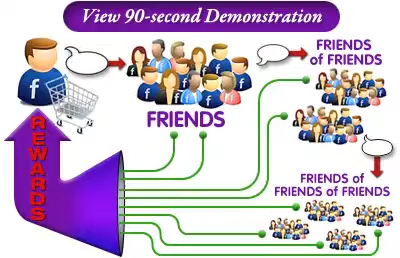 View 90-second Demonstration
FRIENDS
of FRIENDS
f
f
f
FRIENDS
REWARDS
FRIENDS of
FRIENDS of FRIENDS